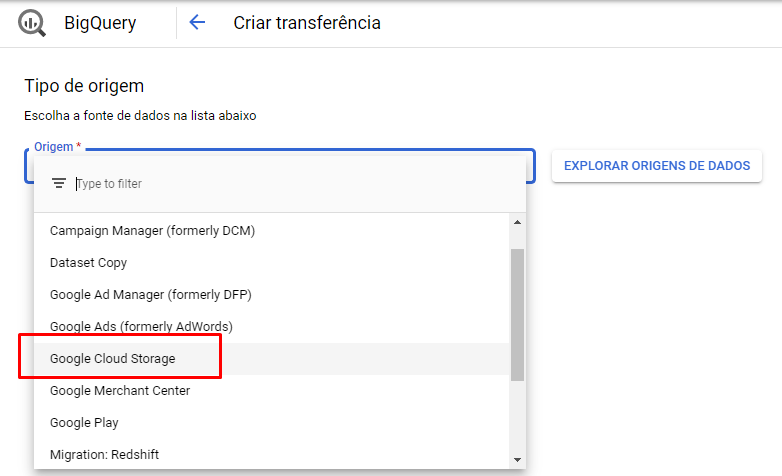 BigQuery
Criar transferência
Tipo de origem
Escolha a fonte de dados na lista abaixo
Origem *
EXPLORAR ORIGENS DE DADOS
Type to filter
Campaign Manager (formerly DCM)
Dataset Copy
Google Ad Manager (formerly DFP)
Google Ads (formerly AdWords)
Google Cloud Storage
Google Merchant Center
Google Play
Migration: Redshift